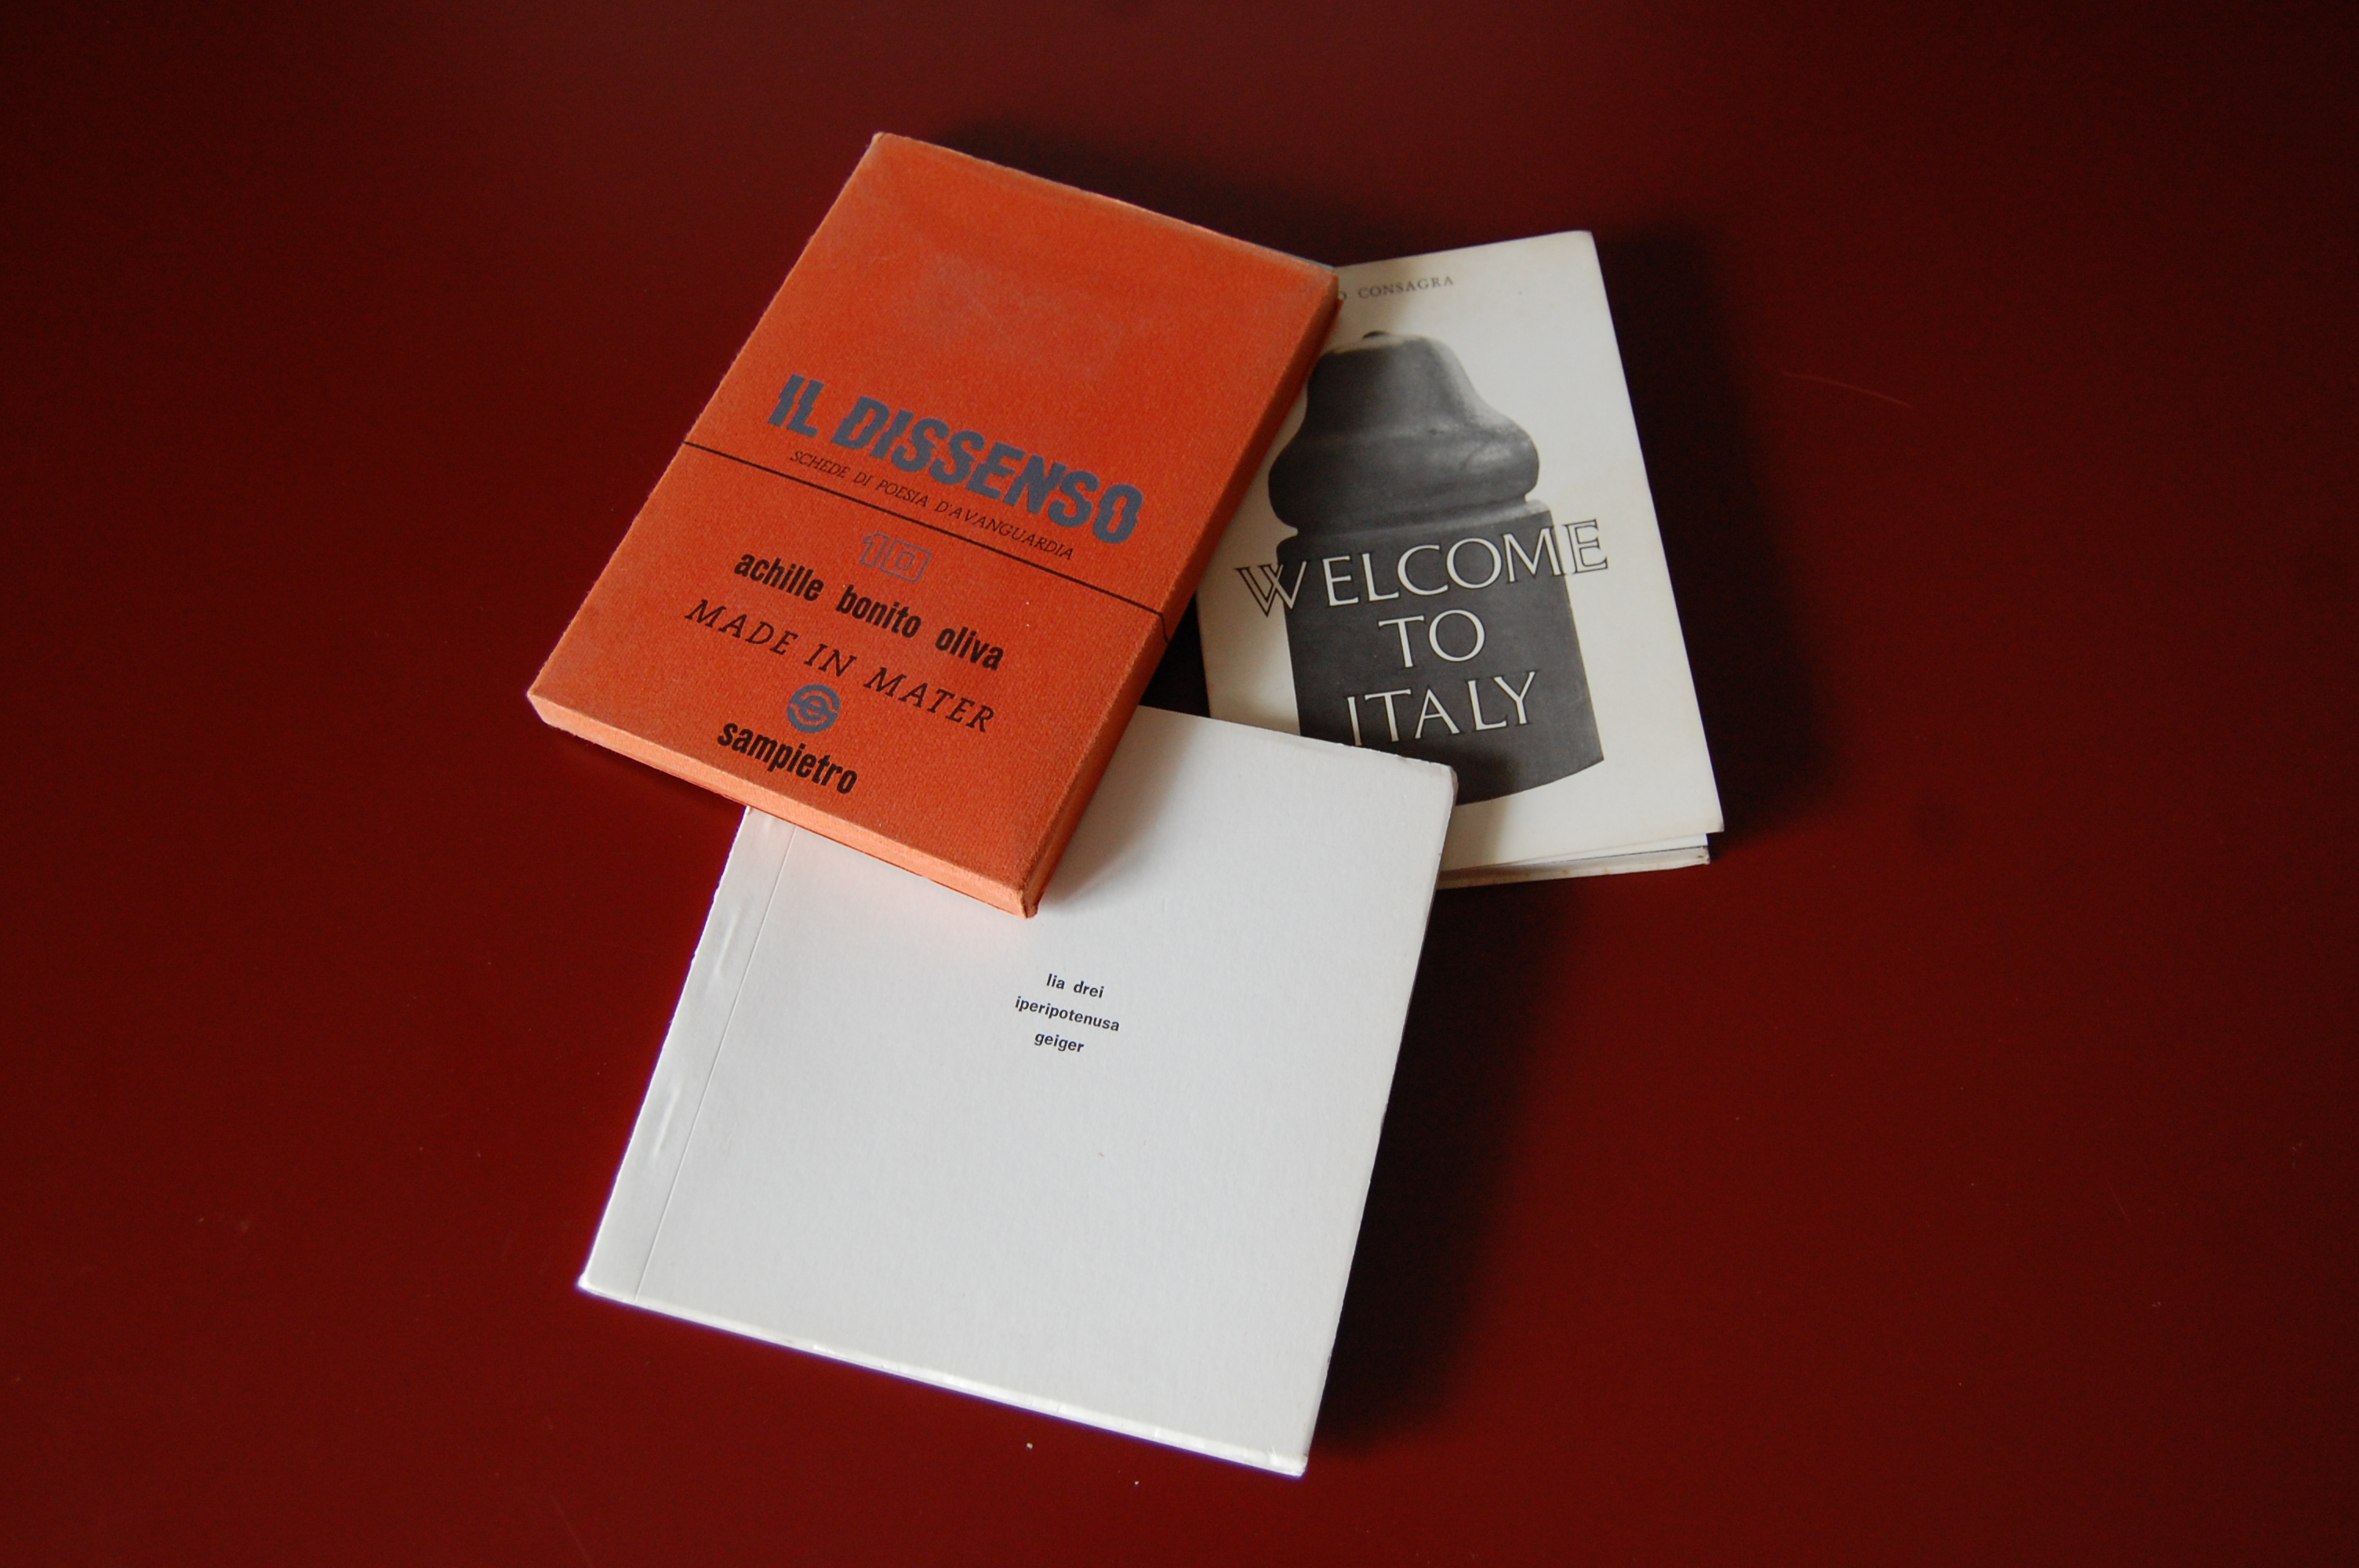 IL DISSENSO
SCHEDE DI POESIA D'AVANGUARDIA
10
achille bonito oliva
MADE IN MATER
sampietro
CONSAGRA
WELCOME
TO
ITALY
lia drei
iperipotenusa
geiger